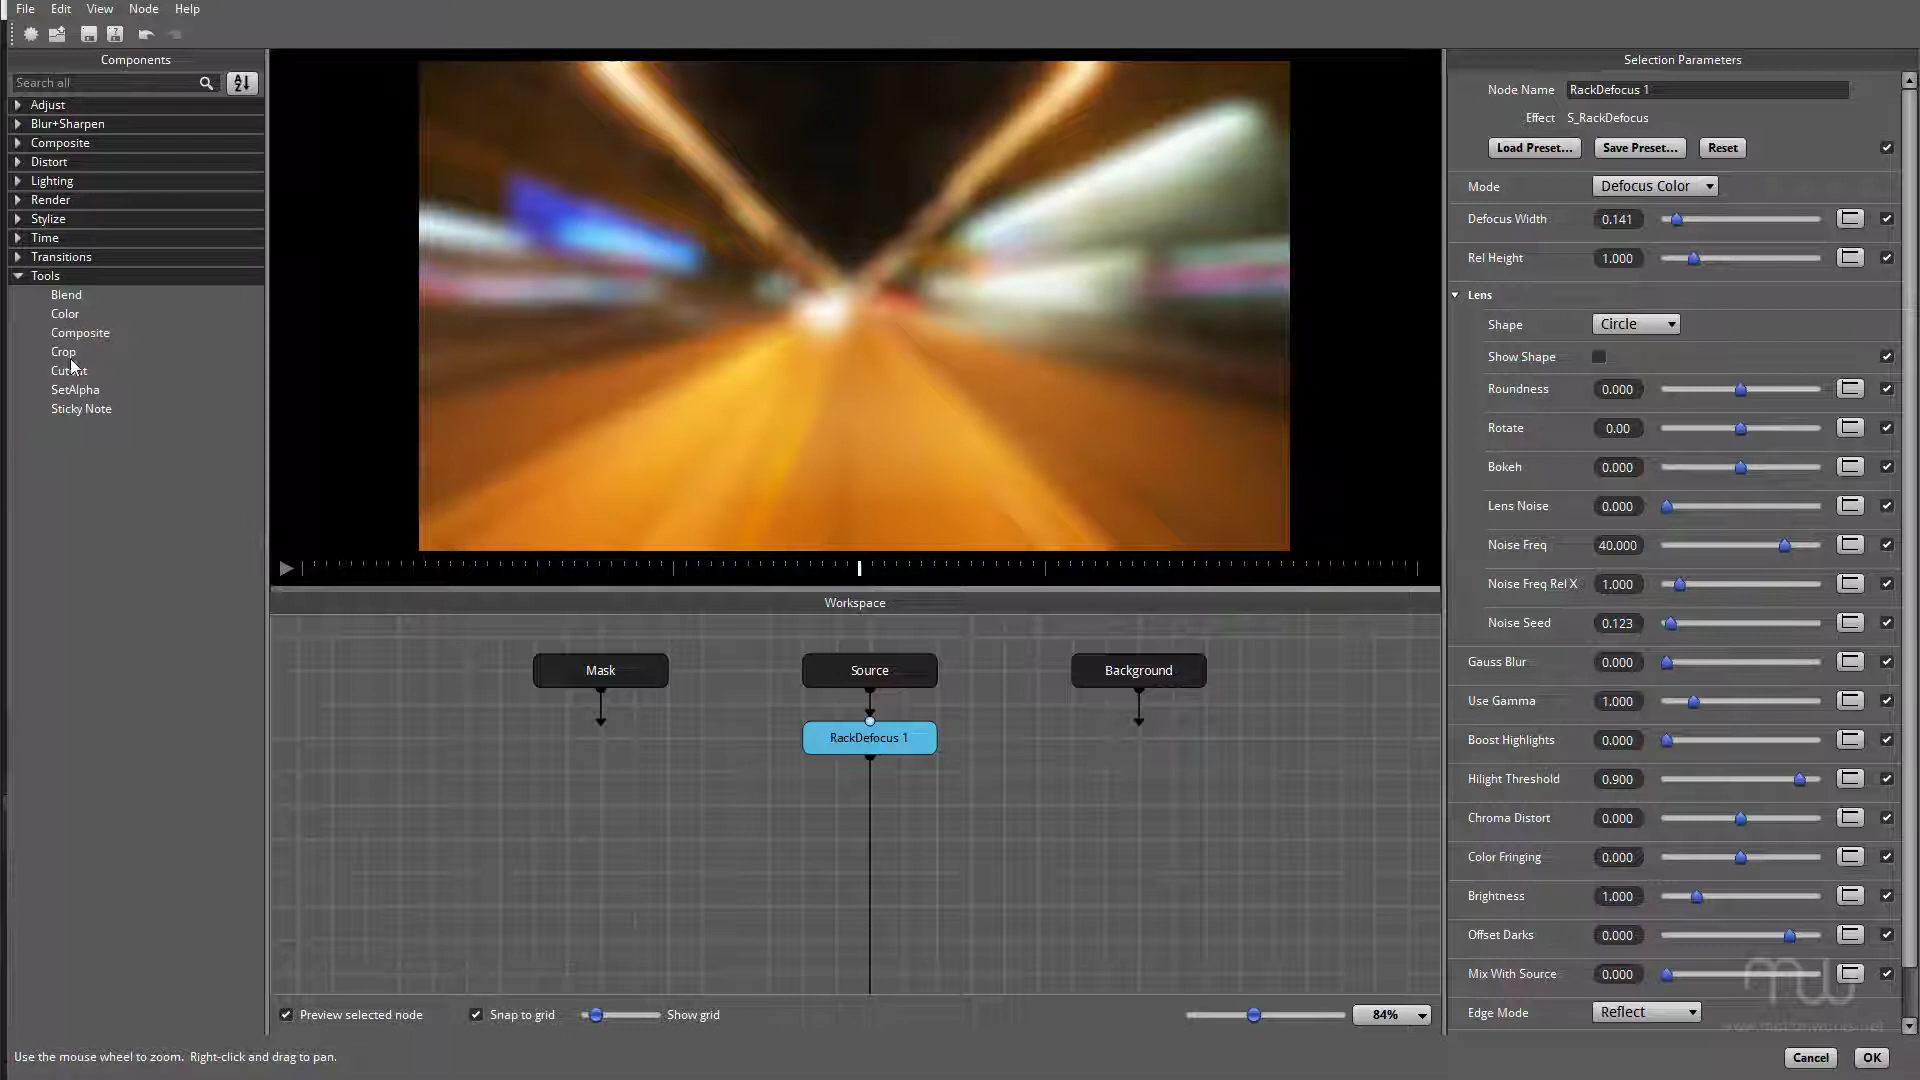 File Edit View Node Help
Components
Search all
Adjust
Blur+Sharpen
Composite
Distort
Lighting
Render
Stylize
Time
Transitions
Tools
Blend
Color
Composite
Crop
SetAlpha
Sticky Note
Workspace
Mask
Source
Background
RackDefocus 1
Preview selected node
Snap to grid
Show grid
84%
Use the mouse wheel to zoom. Right-click and drag to pan.
Selection Parameters
Node Name RackDefocus 1
Effect S_RackDefocus
Load Preset... Save Preset... Reset
Mode Defocus Color
Defocus Width 0.141
Rel Height 1.000
Lens
Shape Circle
Show Shape
Roundness 0.000
Rotate 0.00
Bokeh 0.000
Lens Noise 0.000
Noise Freq 40.000
Noise Freq Rel X 1.000
Noise Seed 0.123
Gauss Blur 0.000
Use Gamma 1.000
Boost Highlights 0.000
Hilight Threshold 0.900
Chroma Distort 0.000
Color Fringing 0.000
Brightness 1.000
Offset Darks 0.000
Mix With Source 0.000
Edge Mode Reflect
Cancel OK